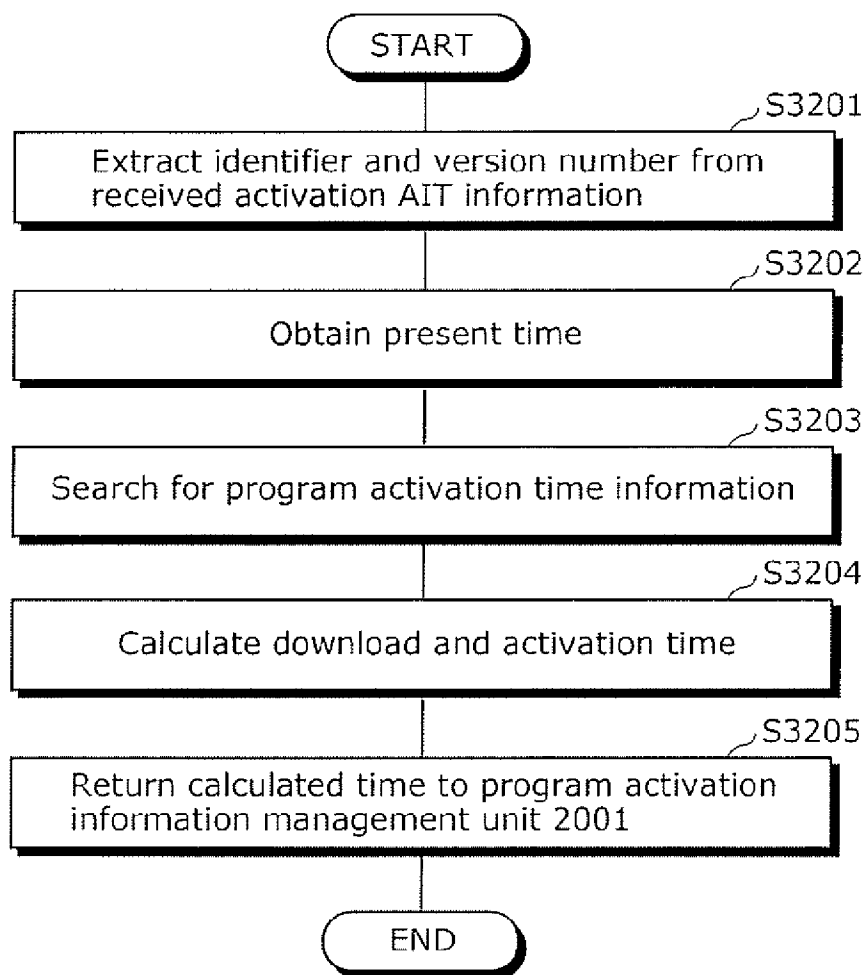 START
S3201
Extract identifier and version number from
received activation AIT information
S3202
Obtain present time
S3203
Search for program activation time information
S3204
Calculate download and activation time
S3205
Return calculated time to program activation
information management unit 2001
END